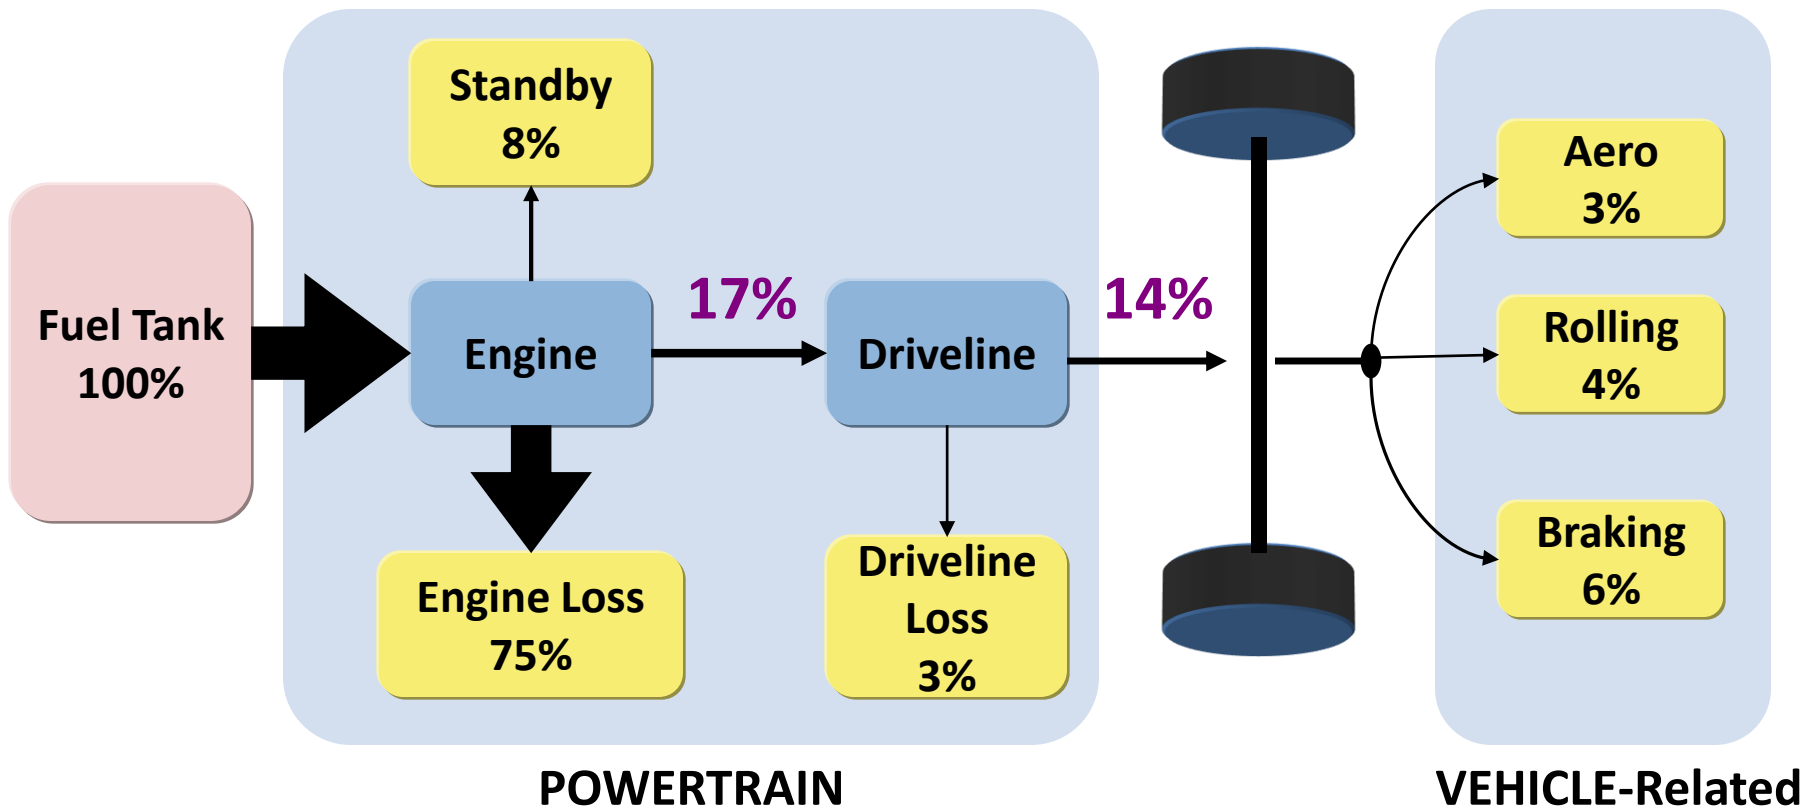 Standby
8%
Fuel Tank
100%
Engine
17%
Driveline
14%
Engine Loss
75%
Driveline
Loss
3%
Aero
3%
Rolling
4%
Braking
6%
POWERTRAIN
VEHICLE-Related